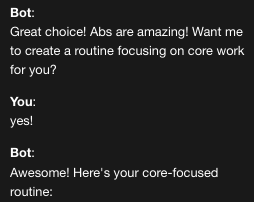 Bot:
Great choice! Abs are amazing! Want me
to create a routine focusing on core work
for you?
You:
yes!
Bot:
Awesome! Here's your core-focused
routine: